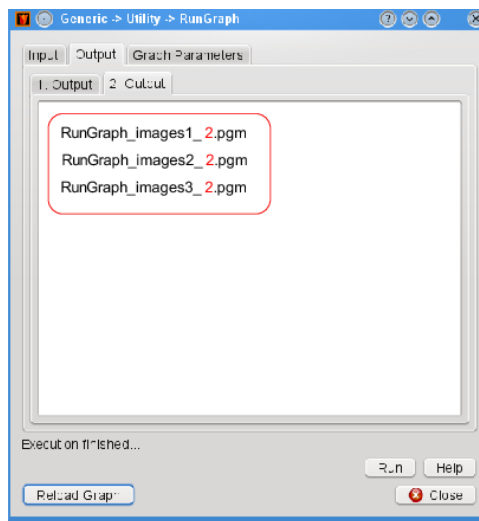 Generic -> Utility -> RunGraph
Input Output Graph Parameters
1. Output 2 Output
RunGraph_images1_2.pgm
RunGraph_images2_2.pgm
RunGraph_images3_2.pgm
Execution finished...
Run Help
Reload Graph Close